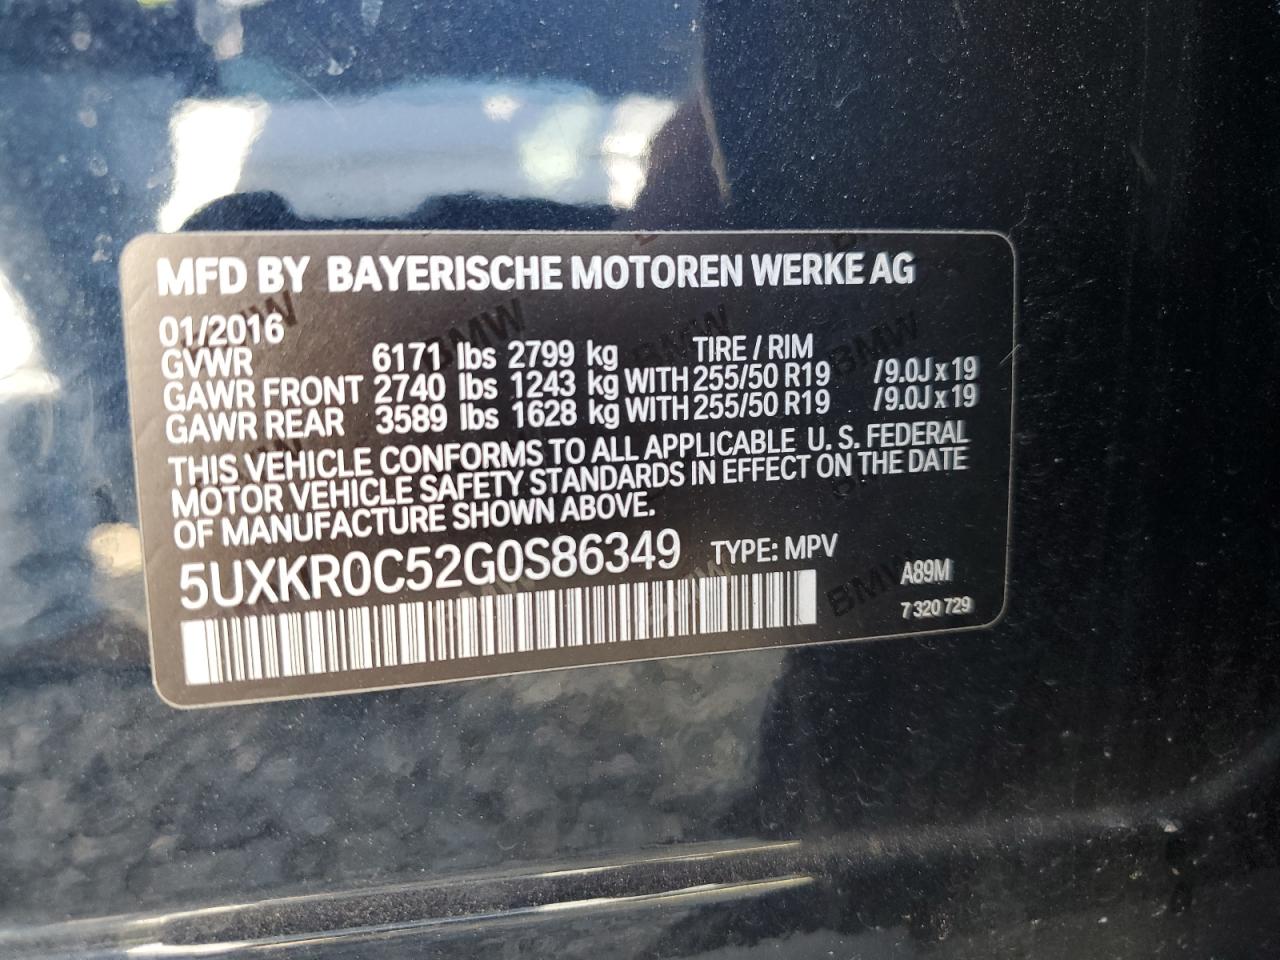 MFD BY BAYERISCHE MOTOREN WERKE AG
01/2016
GVWR 6171 lbs 2799 kg TIRE / RIM
GAWR FRONT 2740 lbs 1243 kg WITH 255/50 R19 /9.0J x 19
GAWR REAR 3589 lbs 1628 kg WITH 255/50 R19 /9.0J x 19
THIS VEHICLE CONFORMS TO ALL APPLICABLE U. S. FEDERAL
MOTOR VEHICLE SAFETY STANDARDS IN EFFECT ON THE DATE
OF MANUFACTURE SHOWN ABOVE.
5UXKR0C52G0S86349 TYPE: MPV
A89M
7 320 729